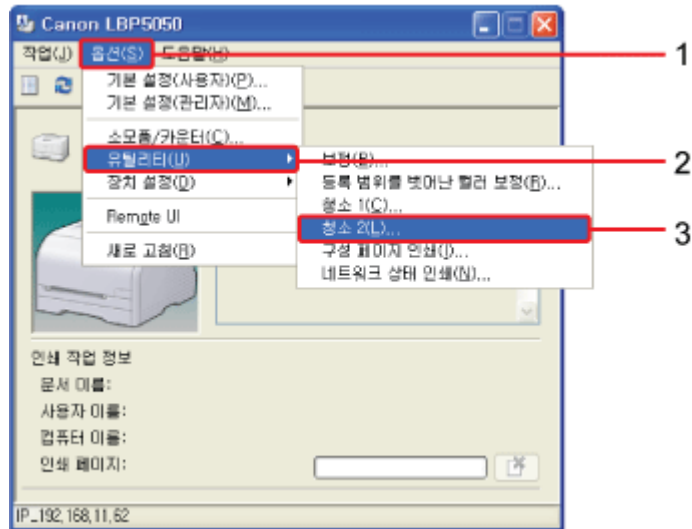 Canon LBP5050
1
작업(J) 옵션(S) 도움말(H)
기본 설정(사용자)(P)...
기본 설정(관리자)(M)...
소모품/카운터(C)...
유틸리티(U)
보정(B)...
2
장치 설정(D)
등록 범위를 벗어난 컬러 보정(R)...
청소 1(C)...
Remote UI
청소 2(L)...
3
새로 고침(R)
구성 페이지 인쇄(I)...
네트워크 상태 인쇄(N)...
인쇄 작업 정보
문서 이름:
사용자 이름:
컴퓨터 이름:
인쇄 페이지:
IP_192,168,11,62